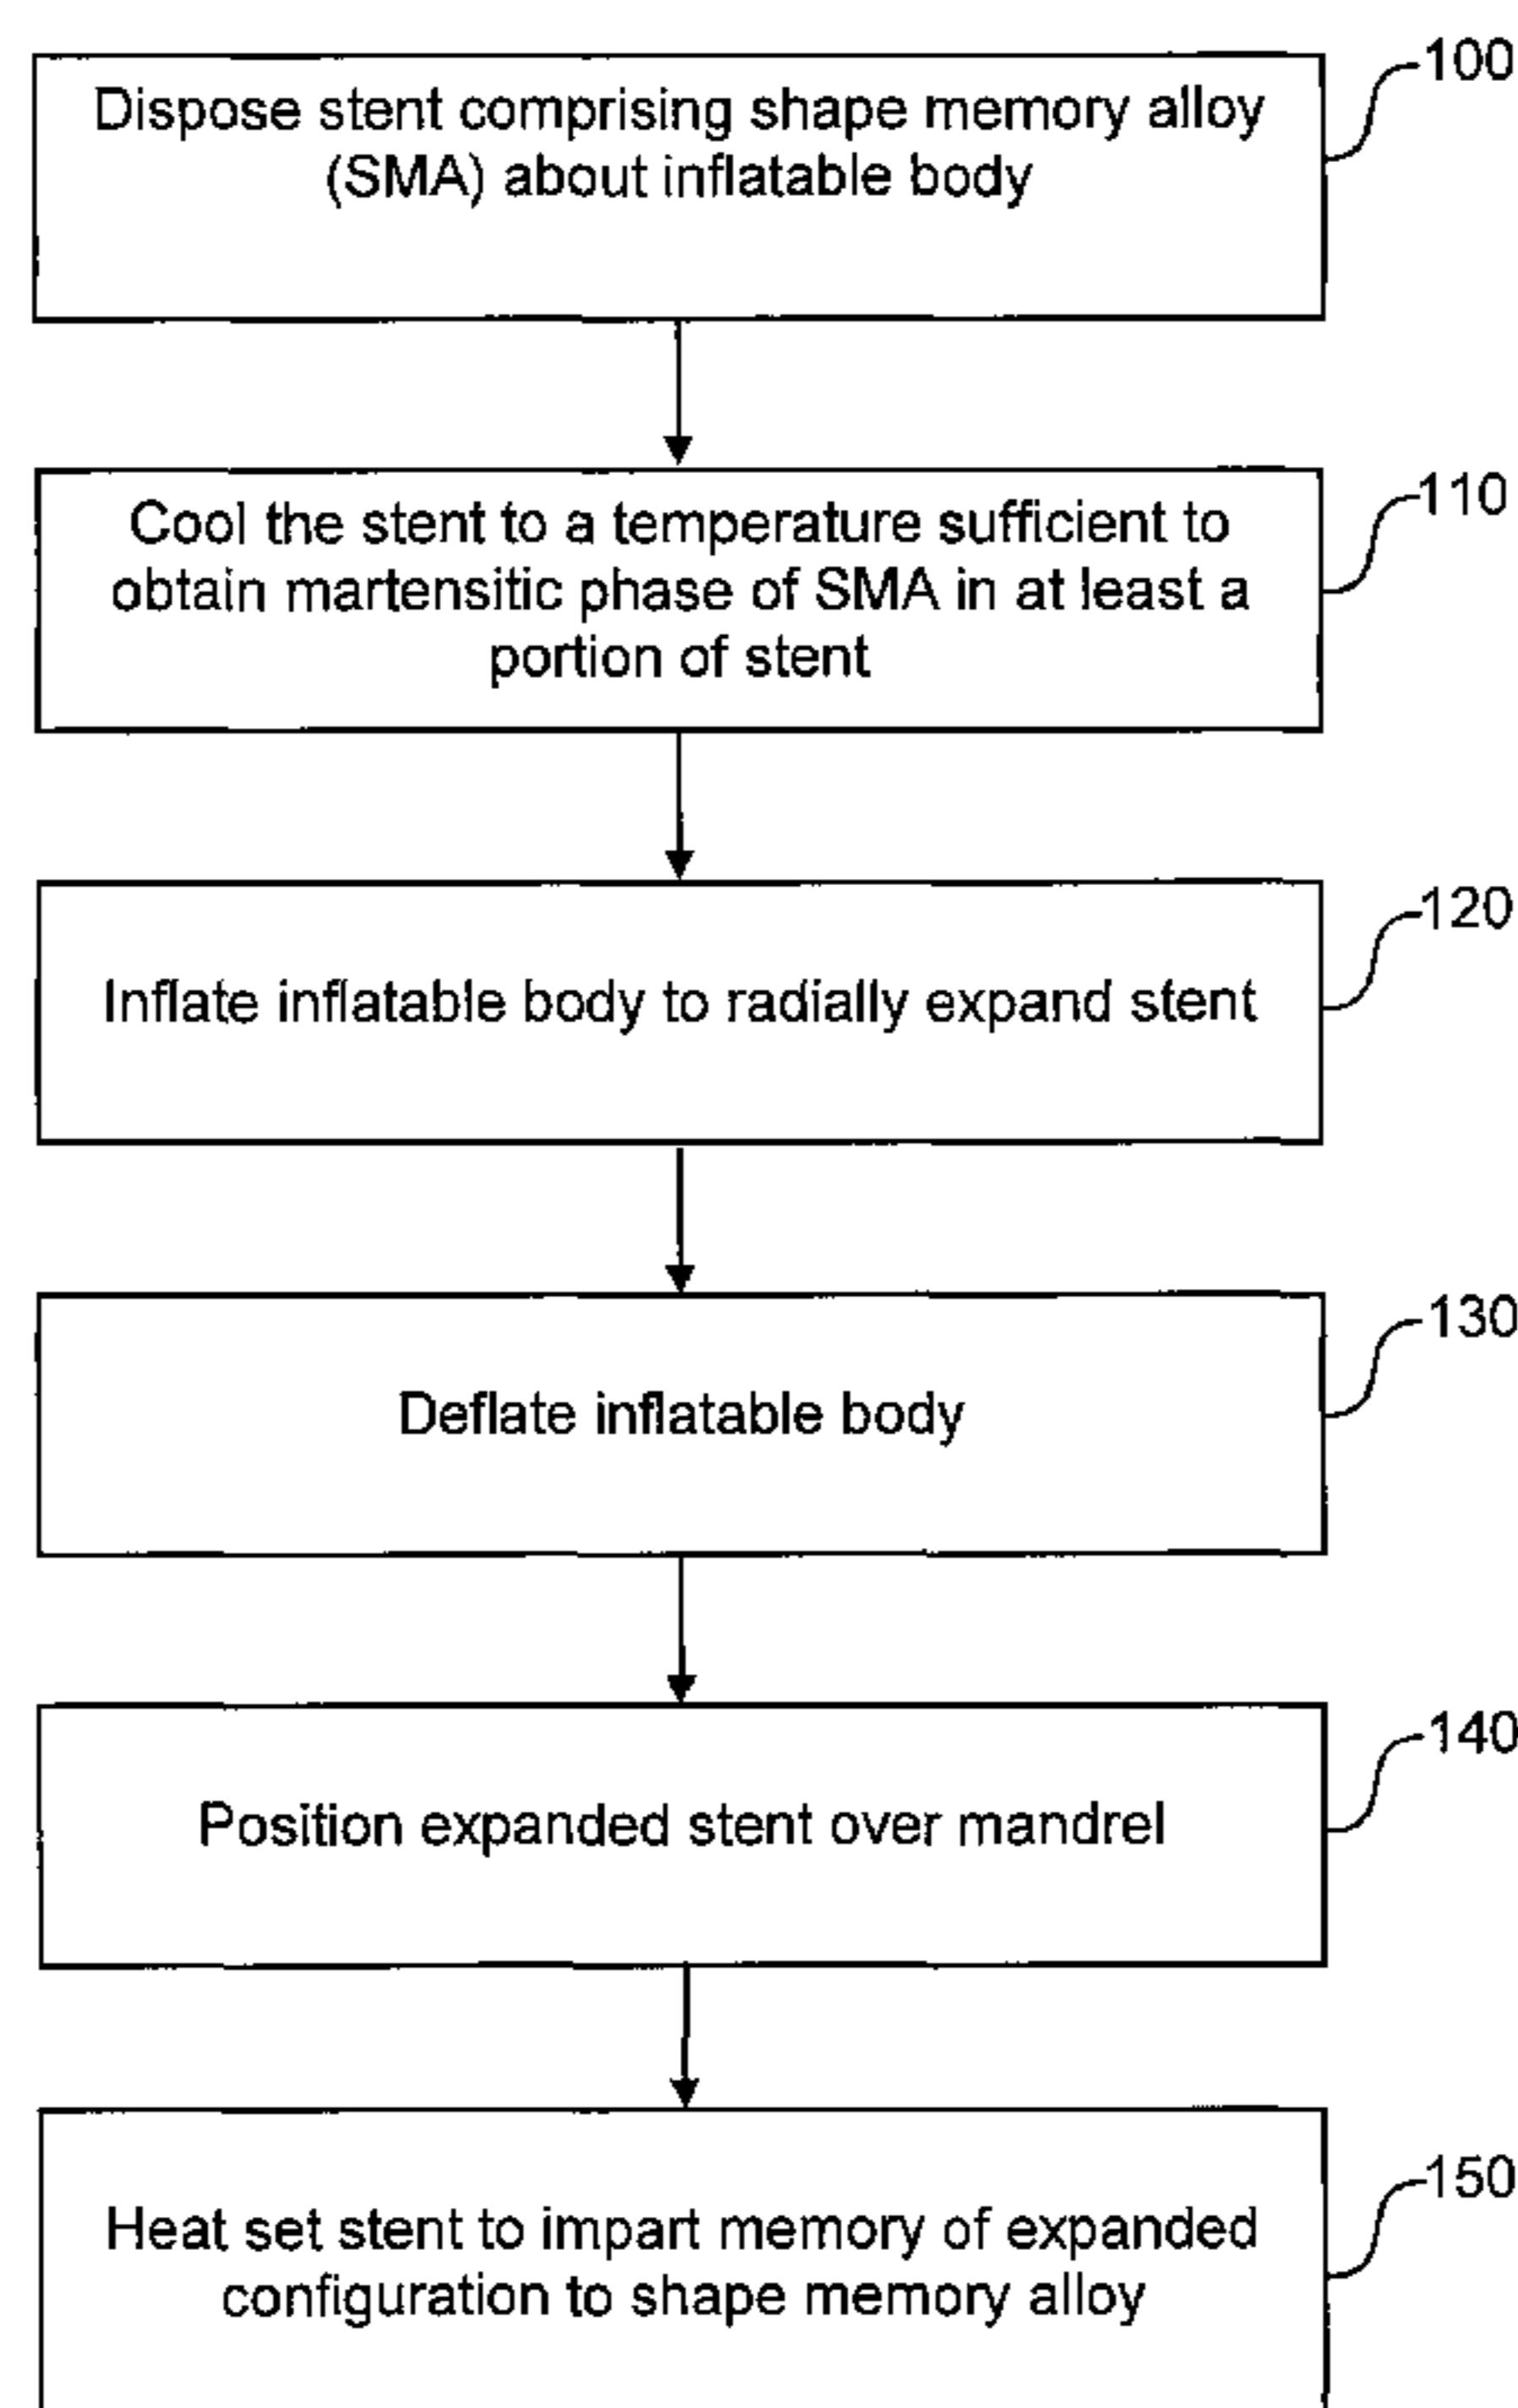 100
Dispose stent comprising shape memory alloy
(SMA) about inflatable body
110
Cool the stent to a temperature sufficient to
obtain martensitic phase of SMA in at least a
portion of stent
120
Inflate inflatable body to radially expand stent
130
Deflate inflatable body
140
Position expanded stent over mandrel
150
Heat set stent to impart memory of expanded
configuration to shape memory alloy